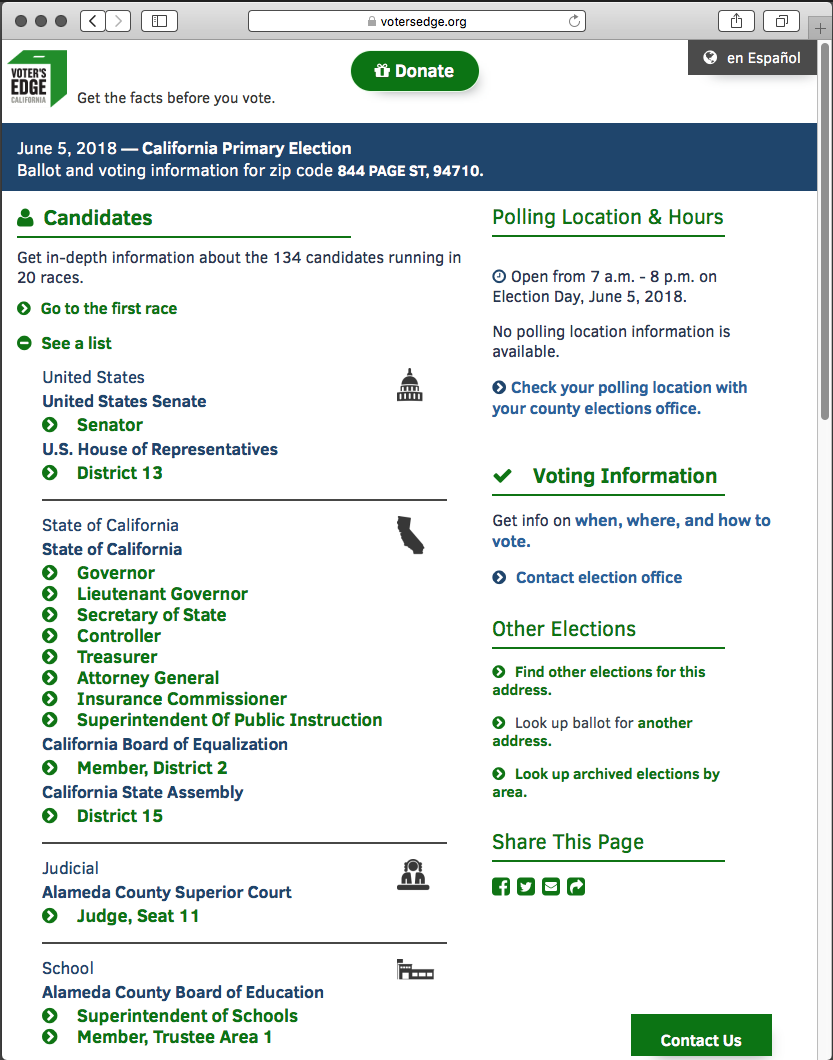 votersedge.org
VOTER'S
EDGE
CALIFORNIA
Get the facts before you vote.
Donate
en Español
June 5, 2018 — California Primary Election
Ballot and voting information for zip code 844 PAGE ST, 94710.
Candidates
Get in-depth information about the 134 candidates running in
20 races.
Go to the first race
See a list
United States
United States Senate
Senator
U.S. House of Representatives
District 13
State of California
State of California
Governor
Lieutenant Governor
Secretary of State
Controller
Treasurer
Attorney General
Insurance Commissioner
Superintendent Of Public Instruction
California Board of Equalization
Member, District 2
California State Assembly
District 15
Judicial
Alameda County Superior Court
Judge, Seat 11
School
Alameda County Board of Education
Superintendent of Schools
Member, Trustee Area 1
Polling Location & Hours
Open from 7 a.m. - 8 p.m. on
Election Day, June 5, 2018.
No polling location information is
available.
Check your polling location with
your county elections office.
Voting Information
Get info on when, where, and how to
vote.
Contact election office
Other Elections
Find other elections for this
address.
Look up ballot for another
address.
Look up archived elections by
area.
Share This Page
Contact Us